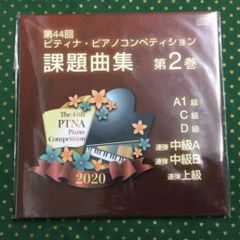 第44回
ピティナ・ピアノコンペティション
課題曲集 第2巻
A1級
C級
D級
連弾 中級A
連弾 中級B
連弾 上級
The 44th
PTNA
Piano
Competition
2020